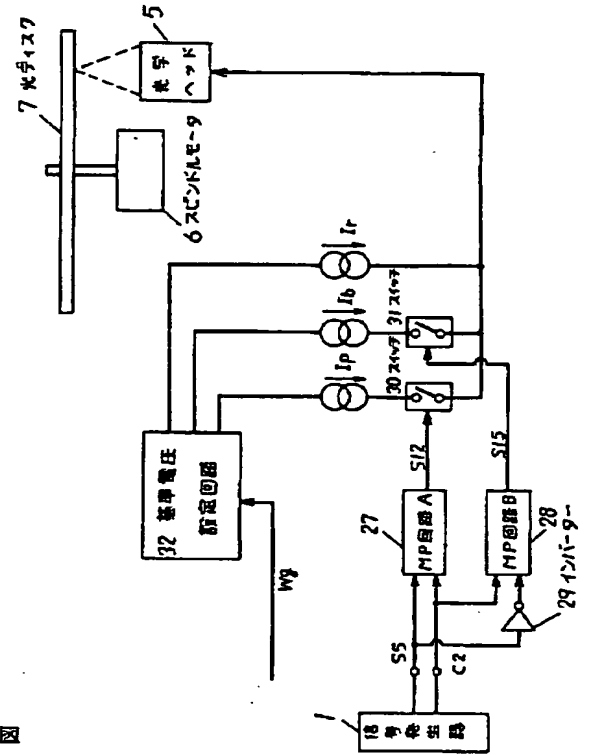 7 光ディスク
5
光学
ヘッド
6 スピンドルモータ
Ir
Ib
Ip
31 スイッチ
30 スイッチ
32 基準電圧
設定回路
Wg
S12
S15
27
MP回路A
MP回路B
28
29 インバーター
S5
C2
1
信号発生
路
図